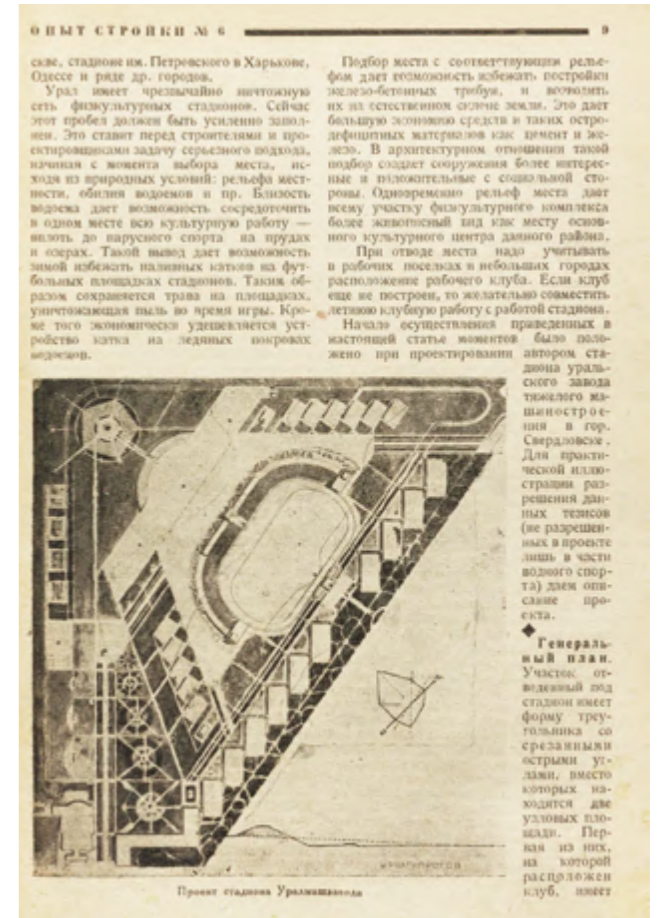 ОПЫТ СТРОЙКИ № 6
9
скве, стадионе им. Петровского в Харькове,
Одессе и ряде др. городов.
Урал имеет чрезвычайно ничтожную
сеть физкультурных стадионов. Сейчас
этот пробел должен быть усиленно запол-
нен. Это ставит перед строителями и про-
ектировщиками задачу серьезного подхода,
начиная с момента выбора места, ис-
ходя из природных условий: рельефа мест-
ности, обилия водоемов и пр. Близость
водоема дает возможность сосредоточить
в одном месте всю культурную работу —
вплоть до парусного спорта на прудах
и озерах. Такой вывод дает возможность
зимой избежать наливных катков на фут-
больных площадках стадионов. Таким об-
разом сохраняется трава на площадках,
уничтожающая пыль во время игры. Кро-
ме того экономически удешевляется уст-
ройство катка на ледяных покровах
водоемов.
Подбор места с соответствующим релье-
фом дает возможность избежать постройки
железо-бетонных трибун, и возводить
их на естественном склоне земли. Это дает
большую экономию средств и таких остро-
дефицитных материалов как цемент и же-
лезо. В архитектурном отношении такой
подбор создает сооружения более интерес-
ные и положительные с социальной сто-
роны. Одновременно рельеф места дает
всему участку физкультурного комплекса
более живописный вид как месту основ-
ного культурного центра данного района.
При отводе места надо учитывать
в рабочих поселках и небольших городах
расположение рабочего клуба. Если клуб
еще не построен, то желательно совместить
летнюю клубную работу с работой стадиона.
Начало осуществления приведенных в
настоящей статье моментов было поло-
жено при проектировании автором ста-
диона ураль-
ского завода
тяжелого ма-
шиностpое-
ния в гор.
Свердловске.
Для практи-
ческой иллю-
страции раз-
решения дан-
ных тезисов
(не разрешен-
ных в проекте
лишь в части
водного спор-
та) даем опи-
сание про-
екта.
Генераль-
ный план.
Участок от-
веденный под
стадион имеет
форму треу-
гольника со
срезанными
острыми уг-
лами, вместо
которых на-
ходятся две
узловых пло-
щади. Пер-
вая из них,
на которой
расположен
клуб, имеет
Проект стадиона Уралмашзавода